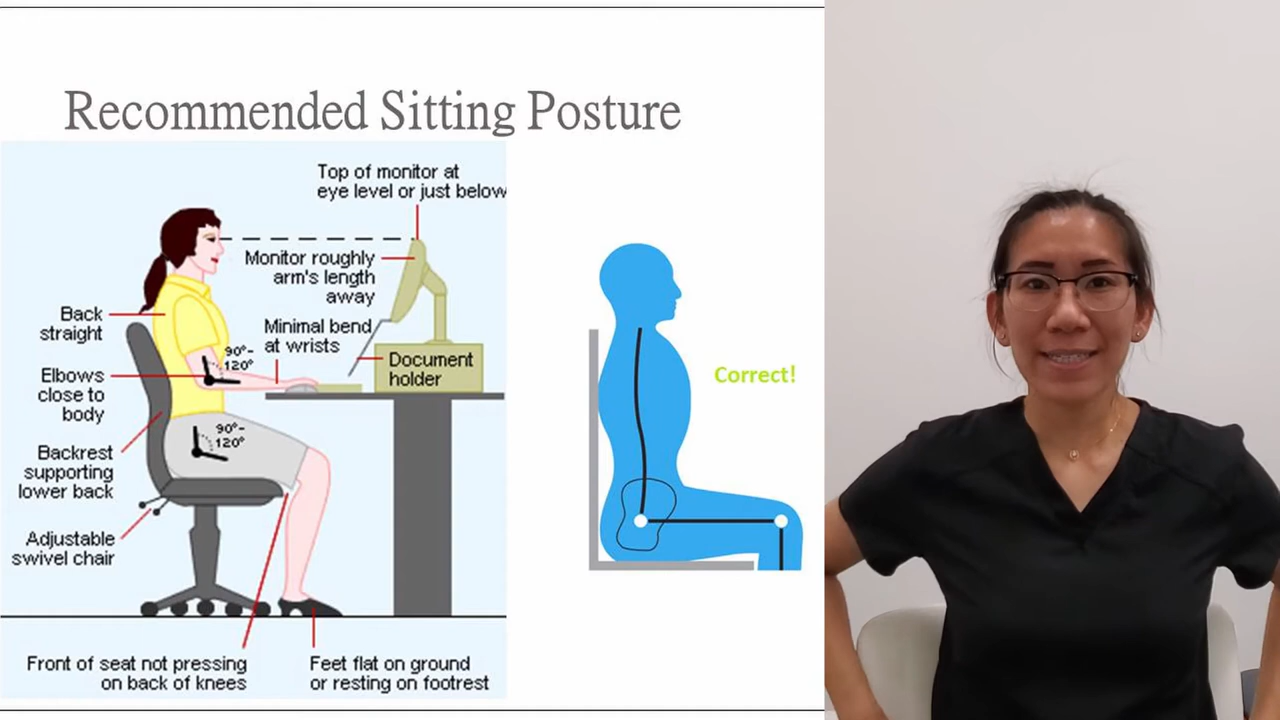 Recommended Sitting Posture
Top of monitor at
eye level or just below
Monitor roughly
arm's length
away
Back
straight
Minimal bend
at wrists
90°-
120°
Document
holder
Elbows
close to
body
90°-
120°
Backrest
supporting
lower back
Adjustable
swivel chair
Front of seat not pressing
on back of knees
Feet flat on ground
or resting on footrest
Correct!